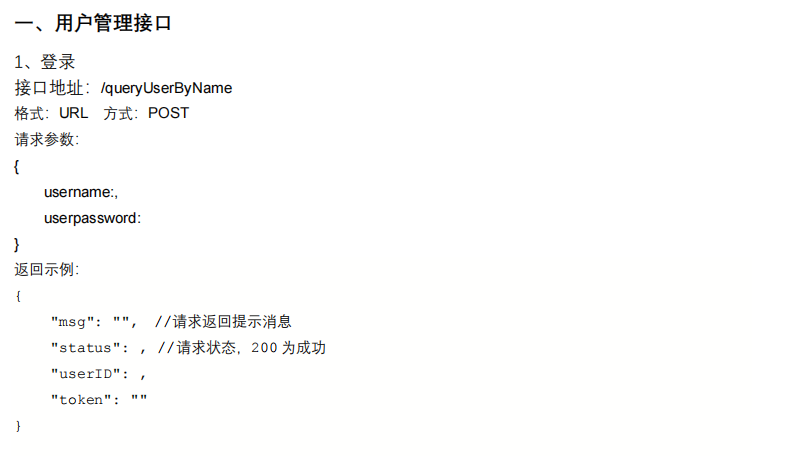 一、用户管理接口
1、登录
接口地址：/queryUserByName
格式：URL 方式：POST
请求参数：
{
username:,
userpassword:
}
返回示例：
{
"msg": "", //请求返回提示消息
"status": , //请求状态，200 为成功
"userID": ,
"token": ""
}